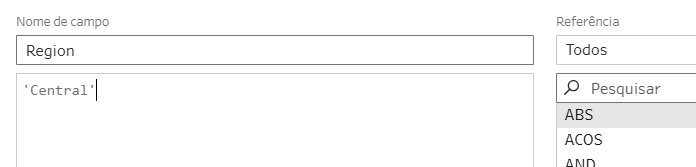 Nome de campo
Region
'Central'
Referência
Todos
Pesquisar
ABS
ACOS
AND